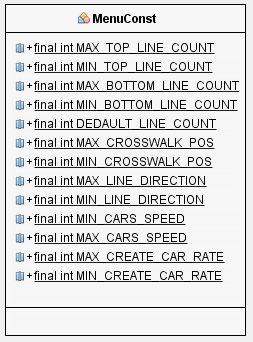 MenuConst
+final int MAX_TOP_LINE_COUNT
+final int MIN_TOP_LINE_COUNT
+final int MAX_BOTTOM_LINE_COUNT
+final int MIN_BOTTOM_LINE_COUNT
+final int DEDAULT_LINE_COUNT
+final int MAX_CROSSWALK_POS
+final int MIN_CROSSWALK_POS
+final int MAX_LINE_DIRECTION
+final int MIN_LINE_DIRECTION
+final int MIN_CARS_SPEED
+final int MAX_CARS_SPEED
+final int MAX_CREATE_CAR_RATE
+final int MIN_CREATE_CAR_RATE